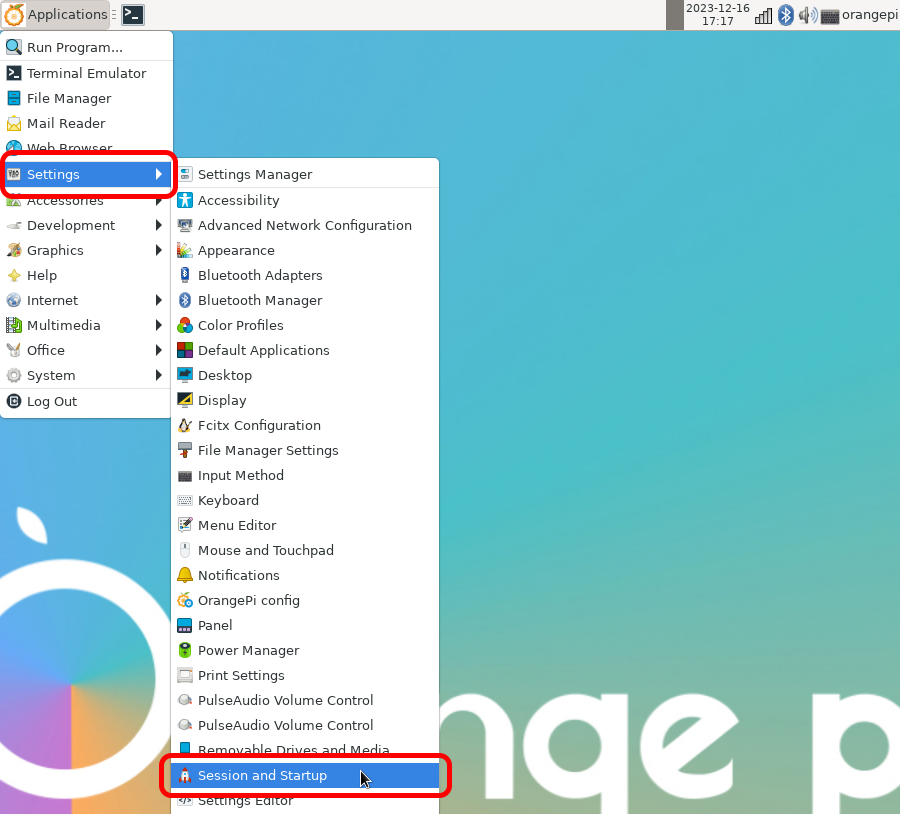 Applications
2023-12-16
17:17
orangepi
Run Program...
Terminal Emulator
File Manager
Mail Reader
Web Browser
Settings
Accessories
Development
Graphics
Help
Internet
Multimedia
Office
System
Log Out
Settings Manager
Accessibility
Advanced Network Configuration
Appearance
Bluetooth Adapters
Bluetooth Manager
Color Profiles
Default Applications
Desktop
Display
Fcitx Configuration
File Manager Settings
Input Method
Keyboard
Menu Editor
Mouse and Touchpad
Notifications
OrangePi config
Panel
Power Manager
Print Settings
PulseAudio Volume Control
PulseAudio Volume Control
Removable Drives and Media
Session and Startup
Settings Editor
nge p